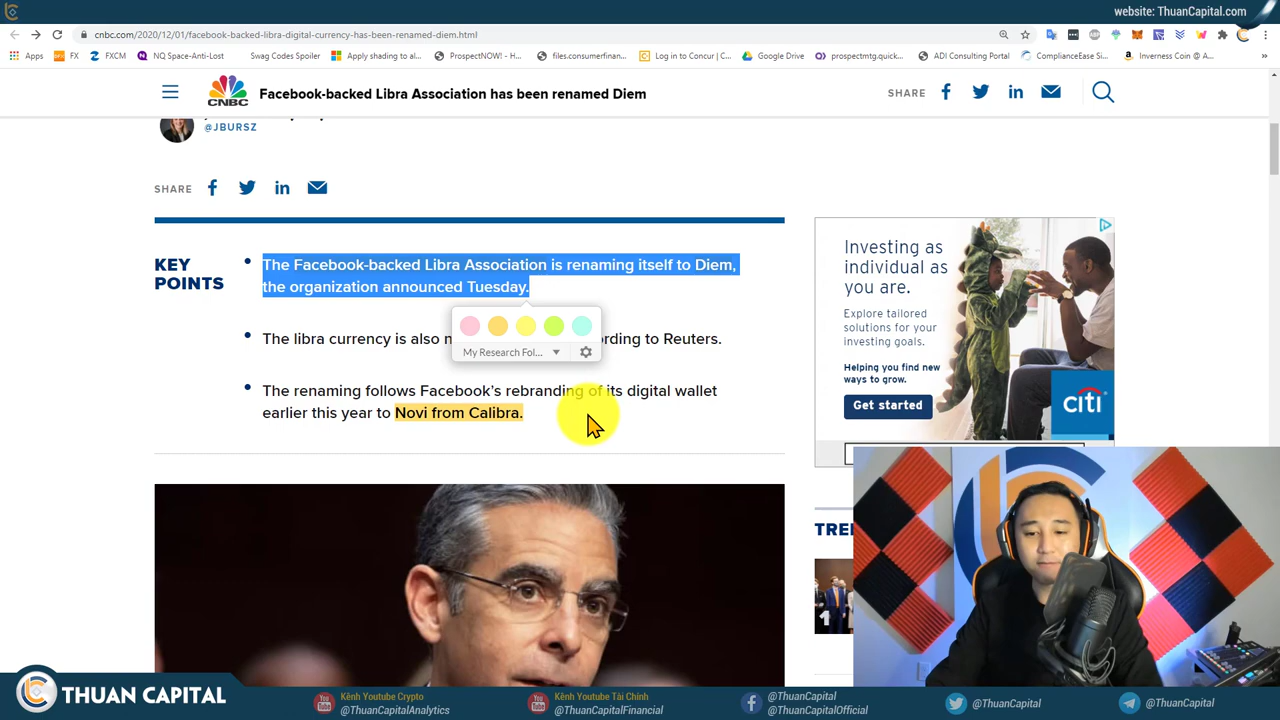 website: ThuanCapital.com
cnbc.com/2020/12/01/facebook-backed-libra-digital-currency-has-been-renamed-diem.html
Apps
FX
FXCM
NQ Space-Anti-Lost
Swag Codes Spoiler
Apply shading to al...
ProspectNOW! - H...
files.consumerfinan...
Log in to Concur | C...
Google Drive
prospectmtg.quick...
ADI Consulting Portal
ComplianceEase Si...
Inverness Coin @ A...
CNBC
Facebook-backed Libra Association has been renamed Diem
SHARE
@JBURSZ
SHARE
KEY
POINTS
The Facebook-backed Libra Association is renaming itself to Diem,
the organization announced Tuesday.
The libra currency is also
rding to Reuters.
My Research Fol...
The renaming follows Facebook's rebranding of its digital wallet
earlier this year to Novi from Calibra.
Investing as
individual as
you are.
Explore tailored
solutions for your
investing goals.
Helping you find new
ways to grow.
Get started
citi
TRE
1
THUAN CAPITAL
Kênh Youtube Crypto
@ThuanCapitalAnalytics
Kênh Youtube Tài Chính
@ThuanCapitalFinancial
@ThuanCapital
@ThuanCapitalOfficial
@ThuanCapital
@ThuanCapital